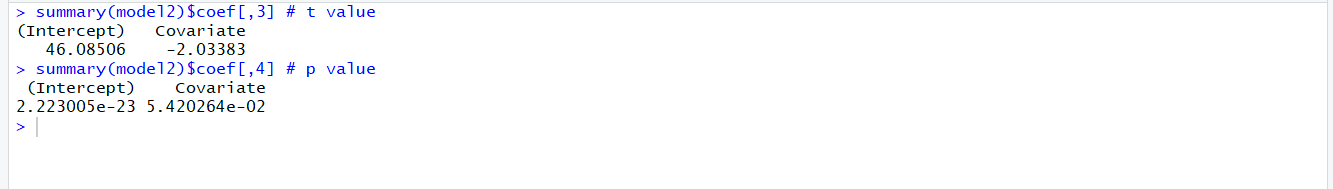 > summary(model2)$coef[,3] # t value
(Intercept)   Covariate
   46.08506    -2.03383
> summary(model2)$coef[,4] # p value
 (Intercept)    Covariate
2.223005e-23 5.420264e-02
>